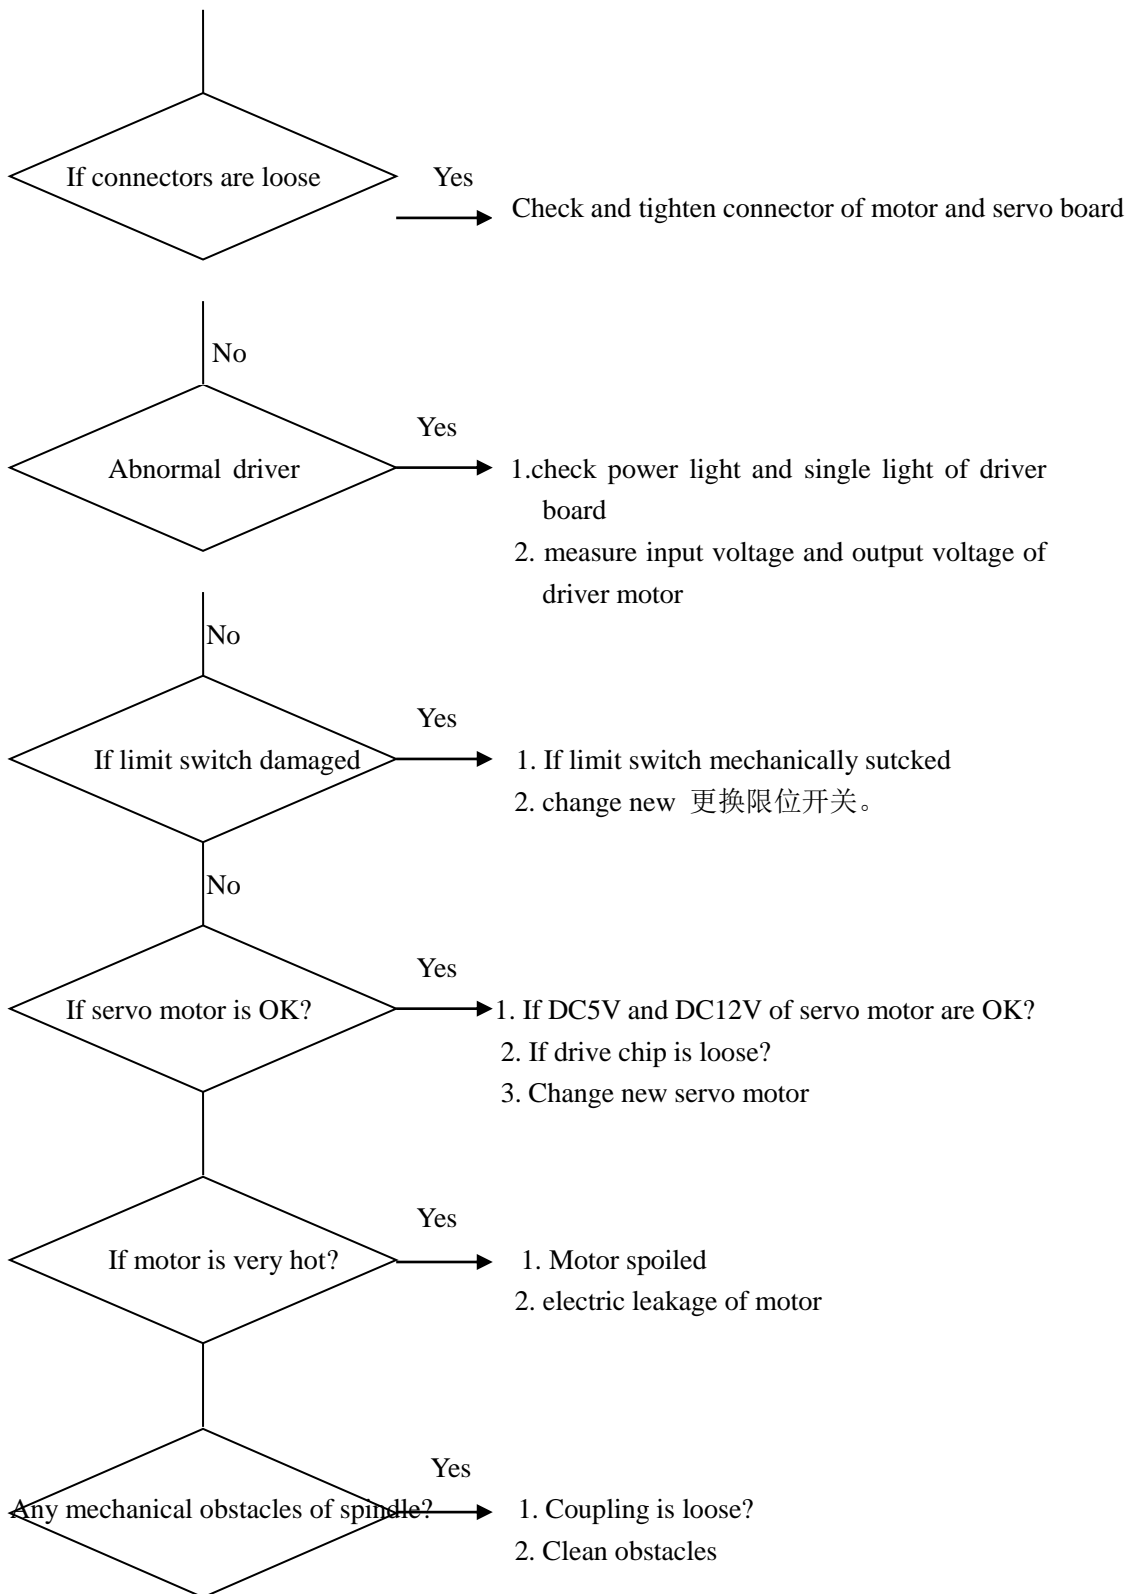 If connectors are loose
Yes
Check and tighten connector of motor and servo board
No
Abnormal driver
Yes
1.check power light and single light of driver
board
2. measure input voltage and output voltage of
driver motor
No
If limit switch damaged
Yes
1. If limit switch mechanically sutcked
2. change new 更换限位开关。
No
If servo motor is OK?
Yes
1. If DC5V and DC12V of servo motor are OK?
2. If drive chip is loose?
3. Change new servo motor
If motor is very hot?
Yes
1. Motor spoiled
2. electric leakage of motor
Any mechanical obstacles of spindle?
Yes
1. Coupling is loose?
2. Clean obstacles